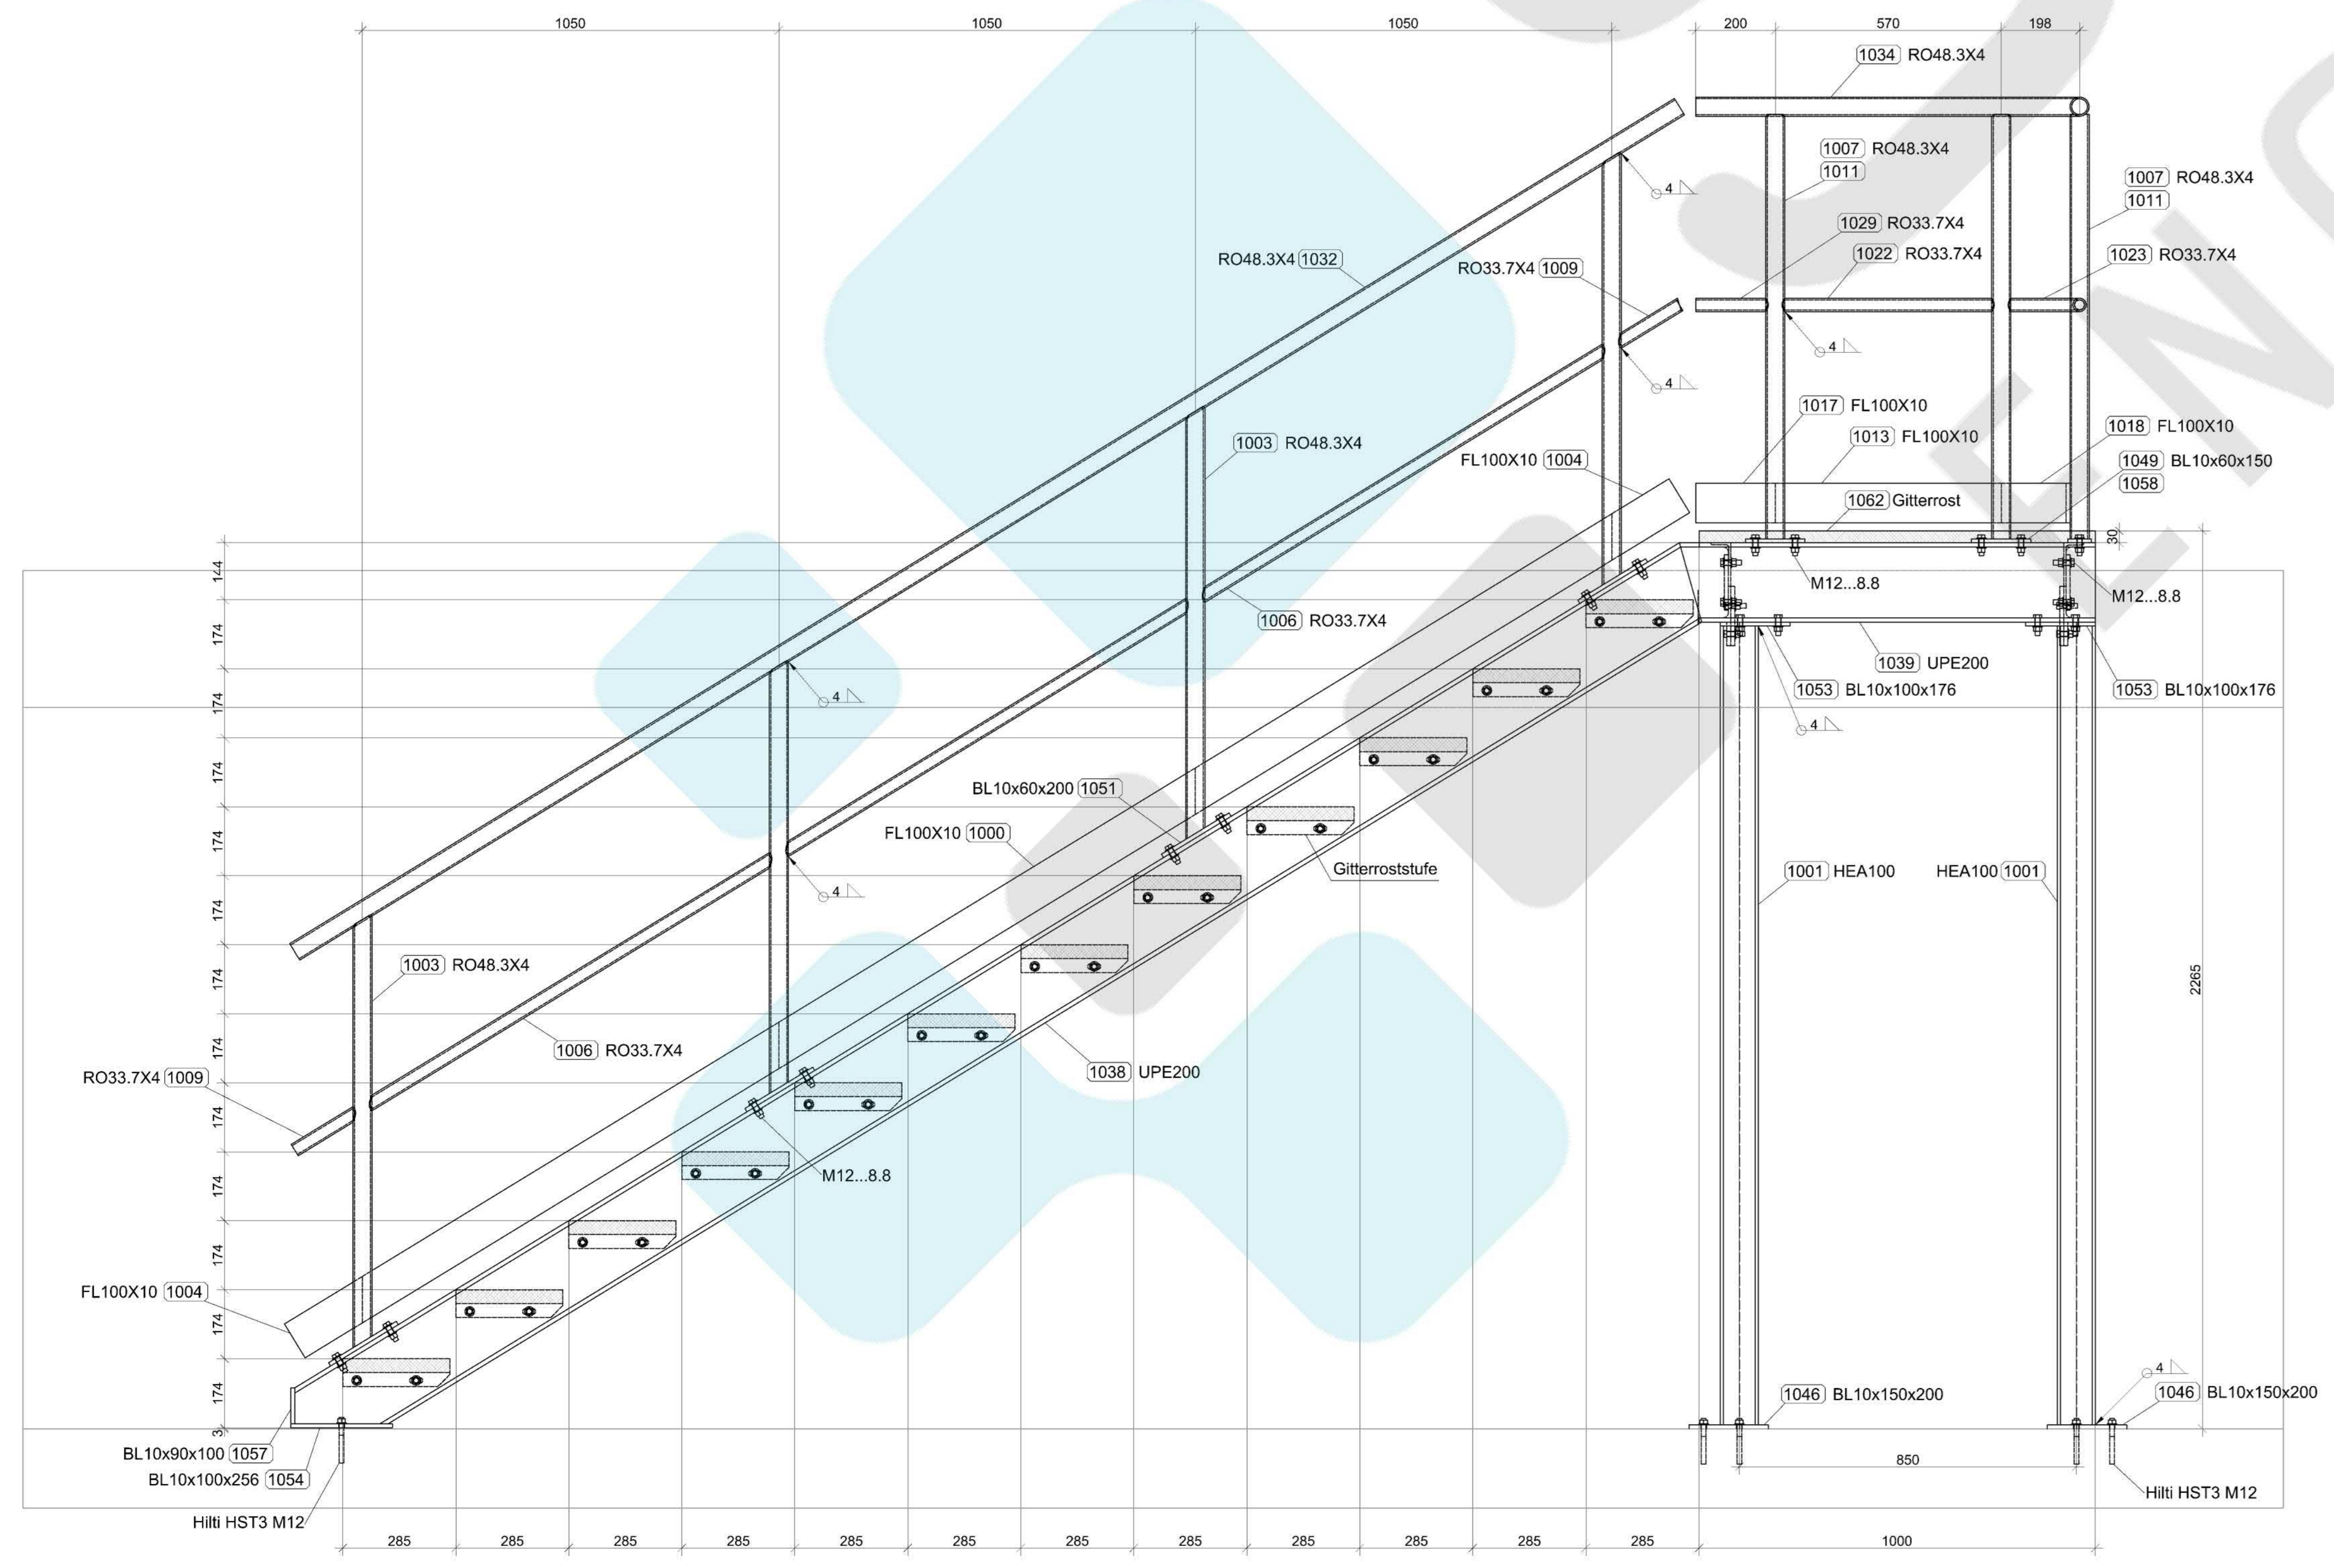 1050 1050 1050 200 570 198
1034 RO48.3X4
1007 RO48.3X4
1011
1007 RO48.3X4
1011
4
1029 RO33.7X4
RO48.3X4 1032
RO33.7X4 1009
1022 RO33.7X4
1023 RO33.7X4
4
4
1017 FL100X10
1018 FL100X10
1013 FL100X10
1003 RO48.3X4
FL100X10 1004
1049 BL10x60x150
1058
1062 Gitterrost
30
144
M12...8.8
M12...8.8
1006 RO33.7X4
174
1039 UPE200
1053 BL10x100x176
1053 BL10x100x176
4
174
4
174
BL10x60x200 1051
FL100X10 1000
174
Gitterroststufe
1001 HEA100
HEA100 1001
4
174
1003 RO48.3X4
174
2265
1006 RO33.7X4
174
1038 UPE200
RO33.7X4 1009
174
M12...8.8
174
174
FL100X10 1004
174
4
174
1046 BL10x150x200
1046 BL10x150x200
3
BL10x90x100 1057
850
BL10x100x256 1054
Hilti HST3 M12
Hilti HST3 M12
285 285 285 285 285 285 285 285 285 285 285 285 1000